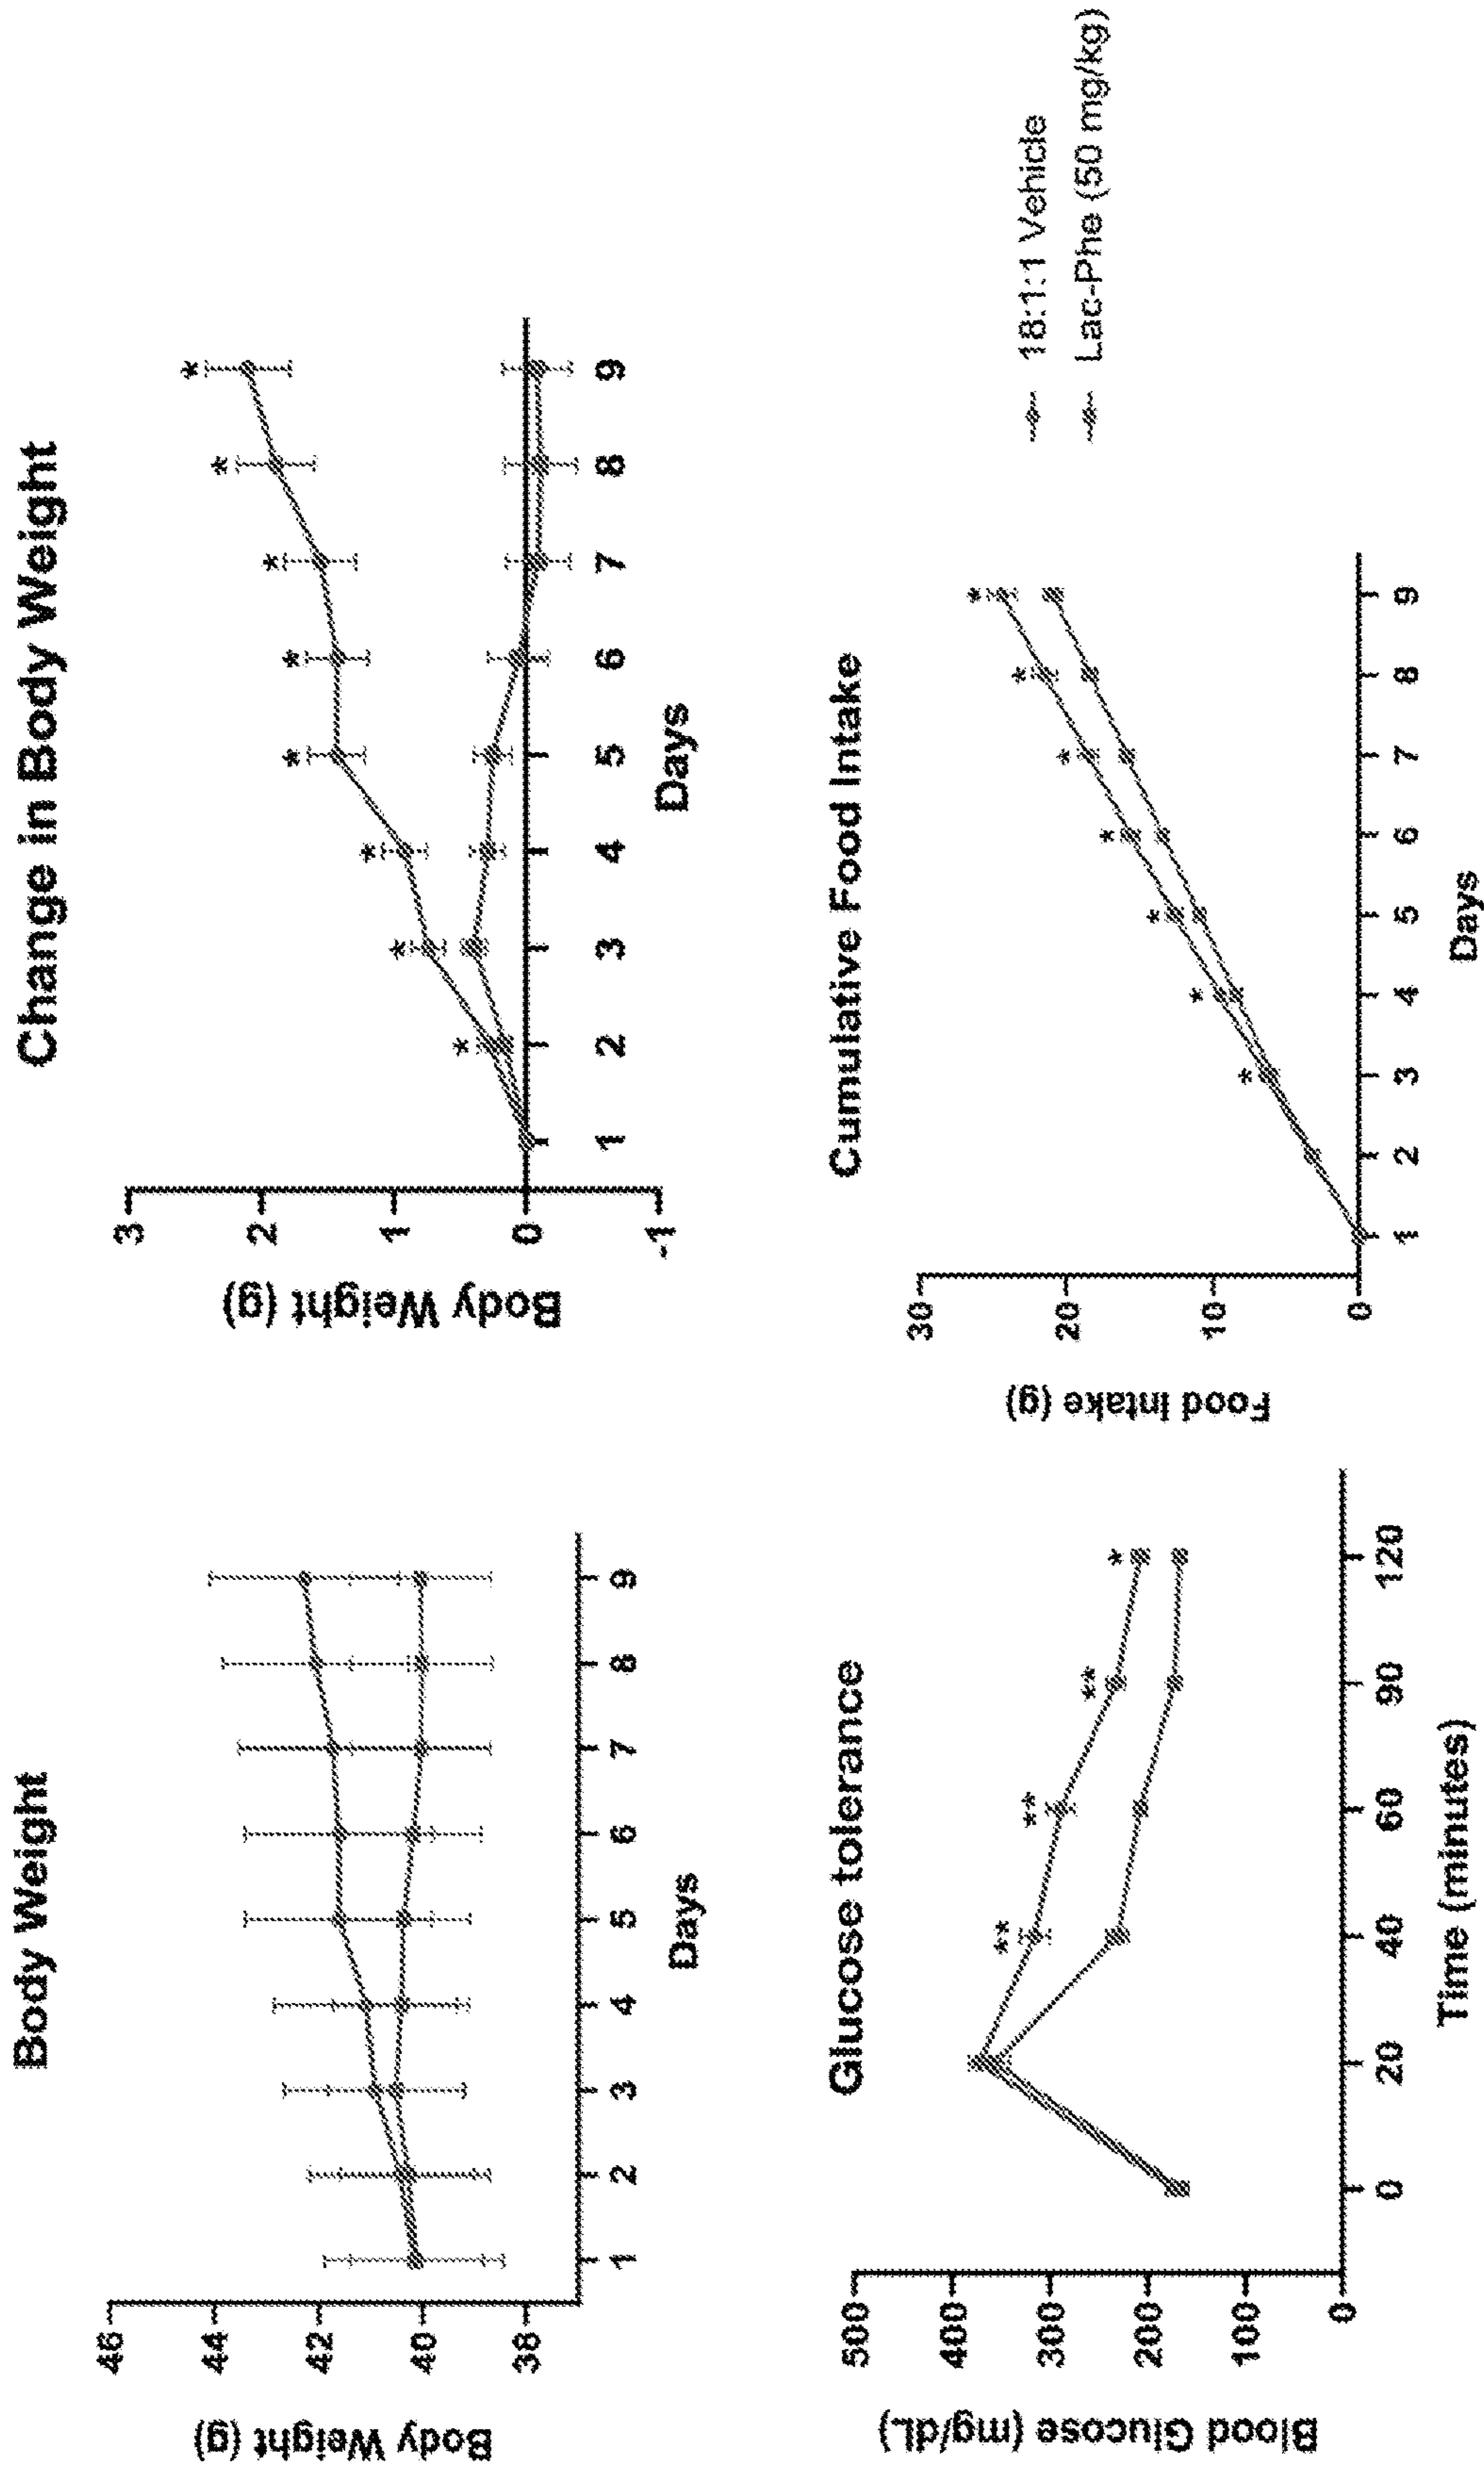 Body Weight
Body Weight (g)
46
44
42
40
38
1 2 3 4 5 6 7 8 9
Days
Change in Body Weight
Body Weight (g)
3
2
1
0
-1
* * * * * * * *
1 2 3 4 5 6 7 8 9
Days
Glucose tolerance
Blood Glucose (mg/dL)
500
400
300
200
100
0
** ** ** *
0 20 40 60 90 120
Time (minutes)
Cumulative Food Intake
Food Intake (g)
30
20
10
0
* * * * * * *
1 2 3 4 5 6 7 8 9
Days
18:1:1 Vehicle
Lac-Phe (50 mg/kg)